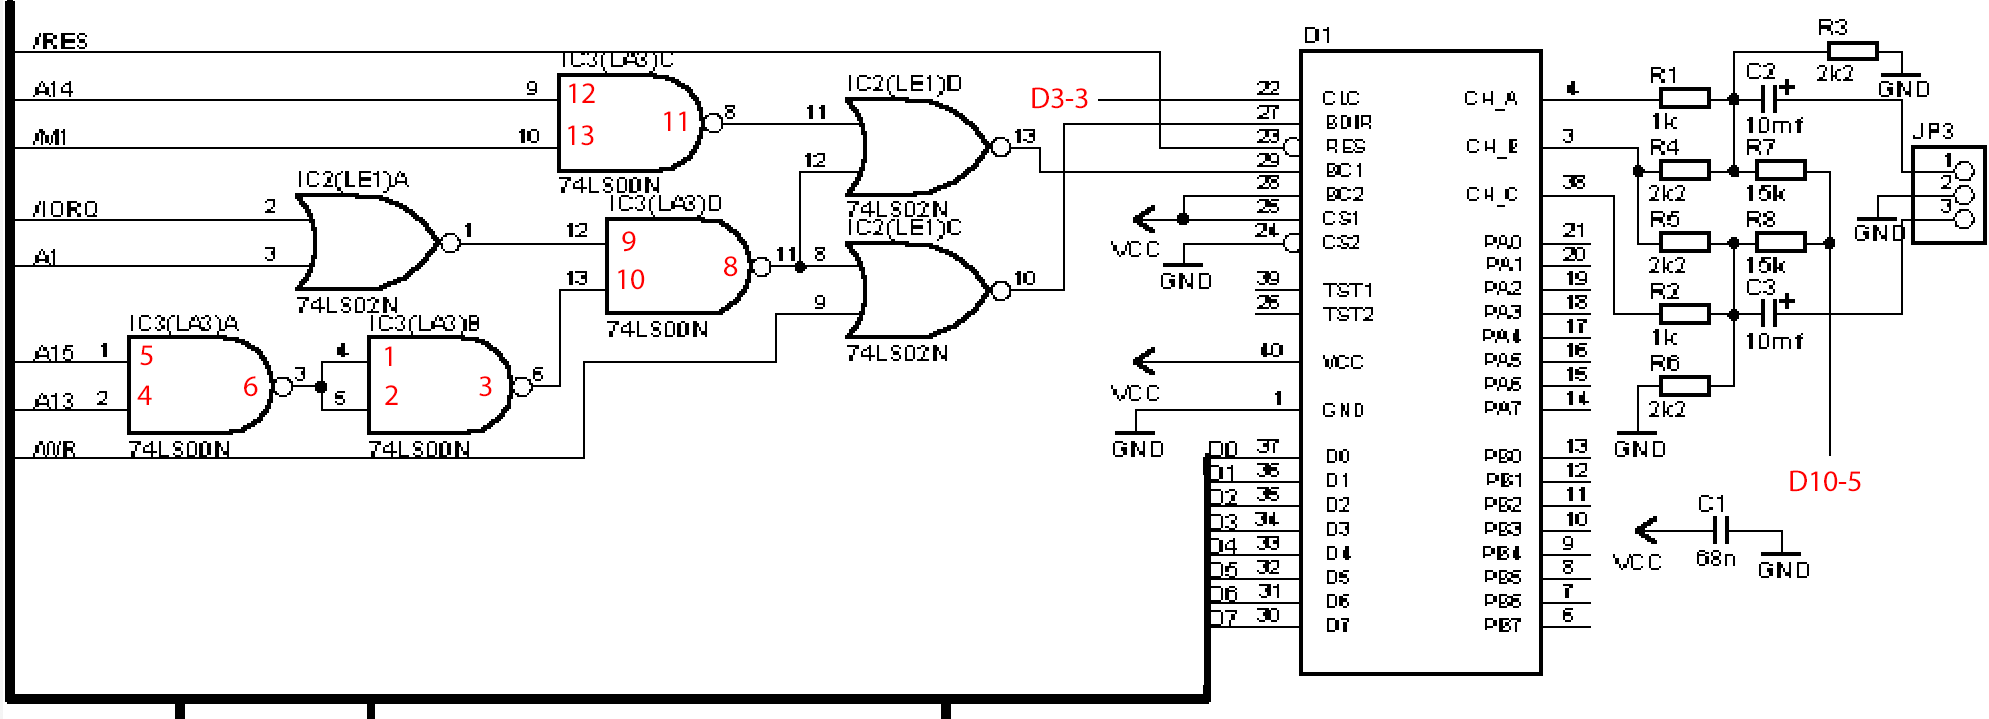 /RES
A14
/M1
/IORQ
A1
A15
A13
/WR
IC3(LA3)C
9
12
10
13
11
8
74LS00N
IC2(LE1)A
2
3
1
74LS02N
IC3(LA3)D
12
9
13
10
8
11
74LS00N
IC3(LA3)A
1
5
2
4
6
3
74LS00N
IC3(LA3)B
4
1
5
2
3
6
74LS00N
IC2(LE1)D
11
12
13
74LS02N
IC2(LE1)C
8
9
10
74LS02N
D3-3
D1
22 CLC
27 BDIR
23 RES
29 BC1
28 BC2
25 CS1
24 CS2
39 TST1
26 TST2
40 VCC
1 GND
D0 37 D0
D1 36 D1
D2 35 D2
D3 34 D3
D4 33 D4
D5 32 D5
D6 31 D6
D7 30 D7
VCC
GND
VCC
GND
CH_A 4
CH_B 3
CH_C 38
PA0 21
PA1 20
PA2 19
PA3 18
PA4 17
PA5 16
PA6 15
PA7 14
PB0 13
PB1 12
PB2 11
PB3 10
PB4 9
PB5 8
PB6 7
PB7 6
R3
2k2
GND
R1
1k
C2
+
10mf
R4
2k2
R7
15k
R5
2k2
R8
15k
R2
1k
C3
+
10mf
R6
2k2
GND
JP3
1
2
3
GND
D10-5
C1
68n
VCC
GND